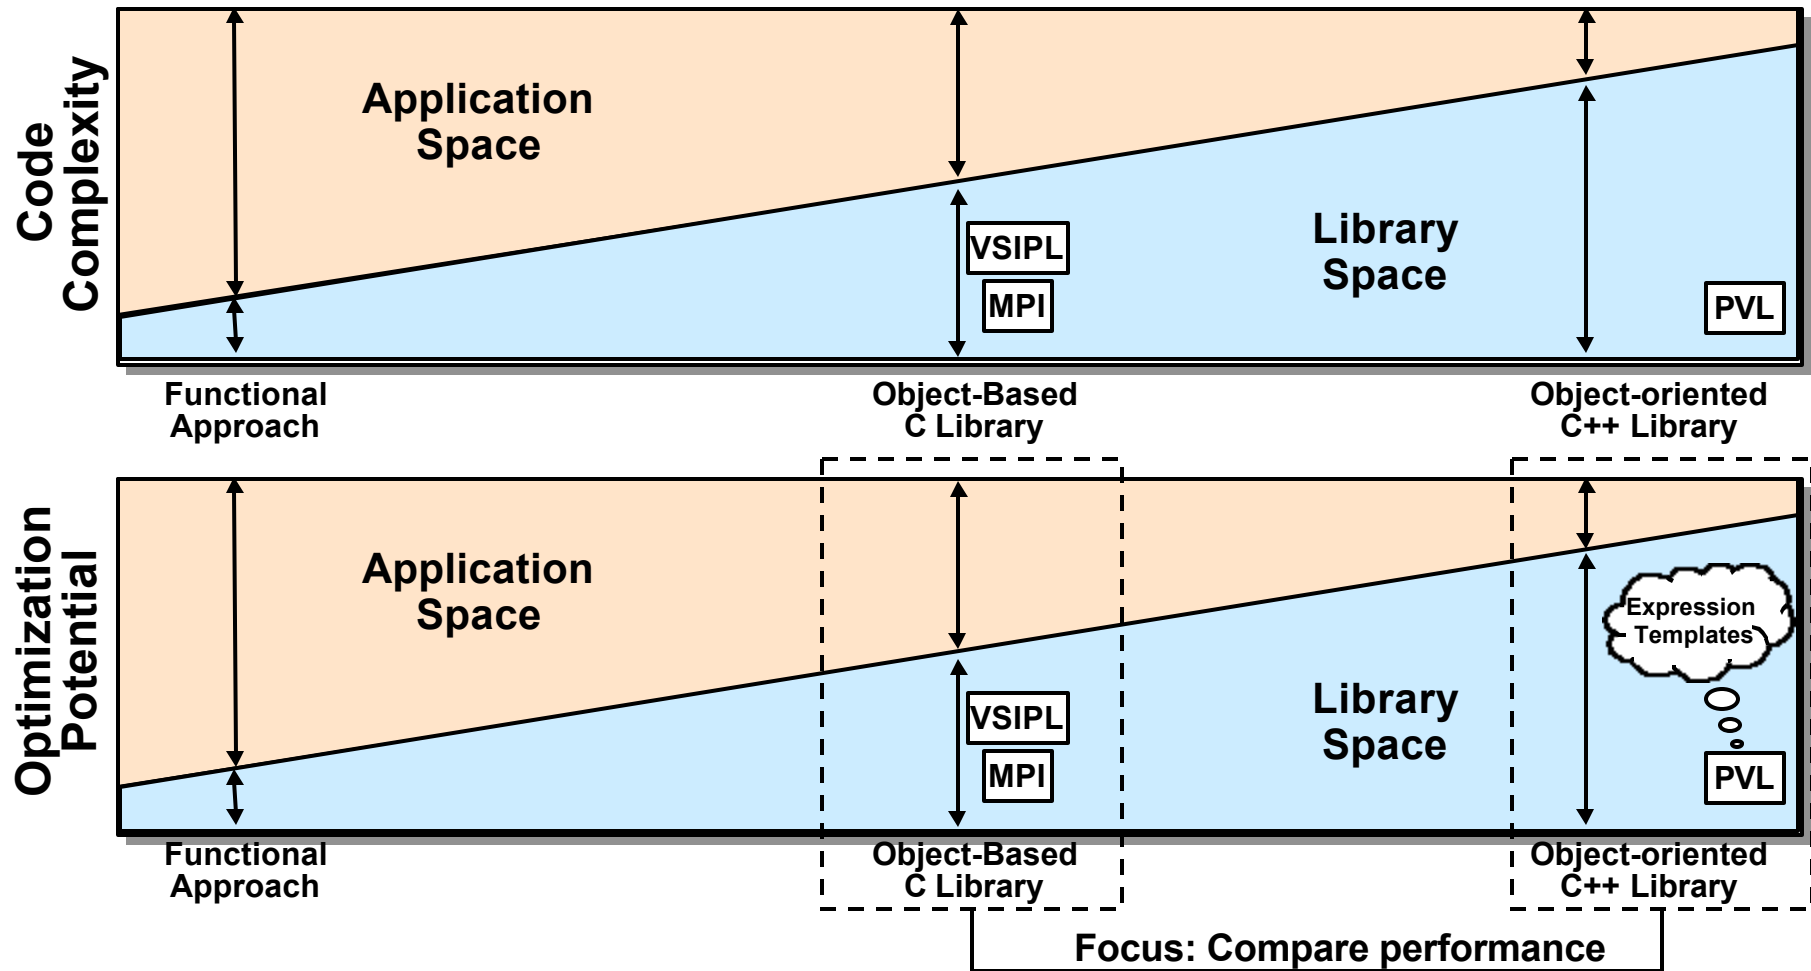 Code
Complexity
Application
Space
VSIPL
MPI
Library
Space
PVL
Functional
Approach
Object-Based
C Library
Object-oriented
C++ Library
Optimization
Potential
Application
Space
VSIPL
MPI
Library
Space
Expression
Templates
PVL
Functional
Approach
Object-Based
C Library
Object-oriented
C++ Library
Focus: Compare performance